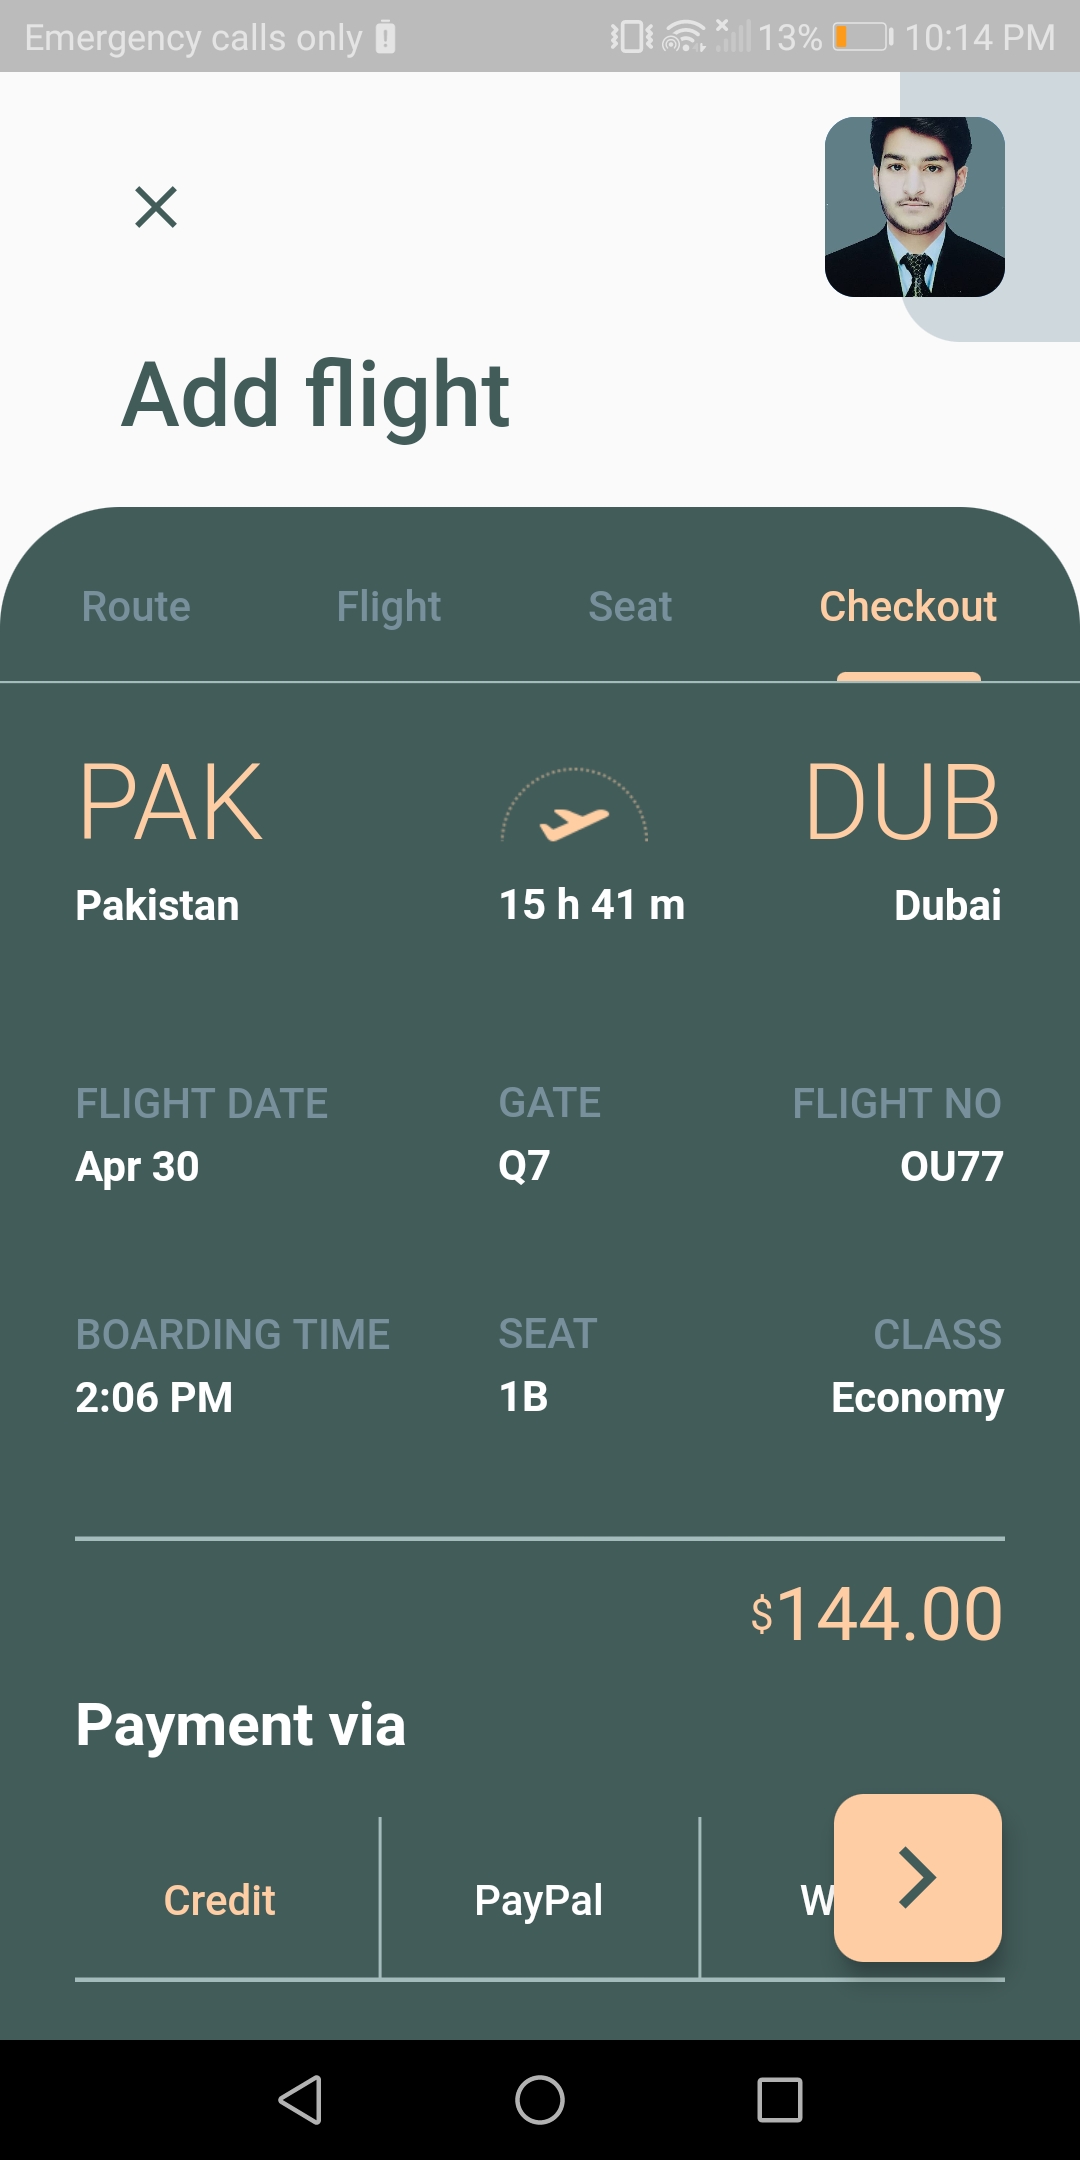 Emergency calls only 13% 10:14 PM
Add flight
Route Flight Seat Checkout
PAK DUB
Pakistan 15 h 41 m Dubai
FLIGHT DATE GATE FLIGHT NO
Apr 30 Q7 OU77
BOARDING TIME SEAT CLASS
2:06 PM 1B Economy
$144.00
Payment via
Credit PayPal